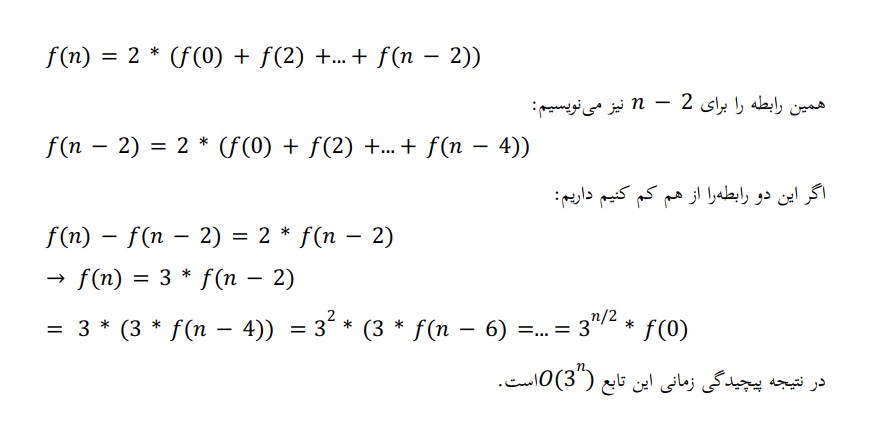 f(n) = 2 * (f(0) + f(2) +…+ f(n − 2))
همین رابطه را برای n − 2 نیز می‌نویسیم:
f(n − 2) = 2 * (f(0) + f(2) +…+ f(n − 4))
اگر این دو رابطه‌را از هم کم کنیم داریم:
f(n) − f(n − 2) = 2 * f(n − 2)
→ f(n) = 3 * f(n − 2)
= 3 * (3 * f(n − 4)) = 3^2 * (3 * f(n − 6) =…= 3^{n/2} * f(0)
در نتیجه پیچیدگی زمانی این تابع O(3^n)است.